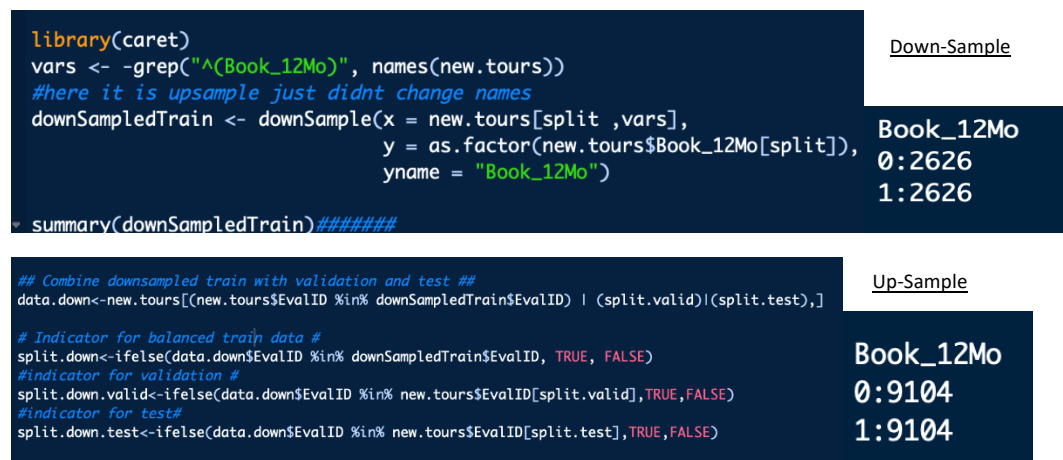 library(caret)
vars <- -grep("^(Book_12Mo)", names(new.tours))
#here it is upsample just didnt change names
downSampledTrain <- downSample(x = new.tours[split ,vars],
y = as.factor(new.tours$Book_12Mo[split]),
yname = "Book_12Mo")
summary(downSampledTrain)#######
Down-Sample
Book_12Mo
0:2626
1:2626
## Combine downsampled train with validation and test ##
data.down<-new.tours[(new.tours$EvalID %in% downSampledTrain$EvalID) | (split.valid)|(split.test),]
# Indicator for balanced train data #
split.down<-ifelse(data.down$EvalID %in% downSampledTrain$EvalID, TRUE, FALSE)
#indicator for validation #
split.down.valid<-ifelse(data.down$EvalID %in% new.tours$EvalID[split.valid],TRUE,FALSE)
#indicator for test#
split.down.test<-ifelse(data.down$EvalID %in% new.tours$EvalID[split.test],TRUE,FALSE)
Up-Sample
Book_12Mo
0:9104
1:9104